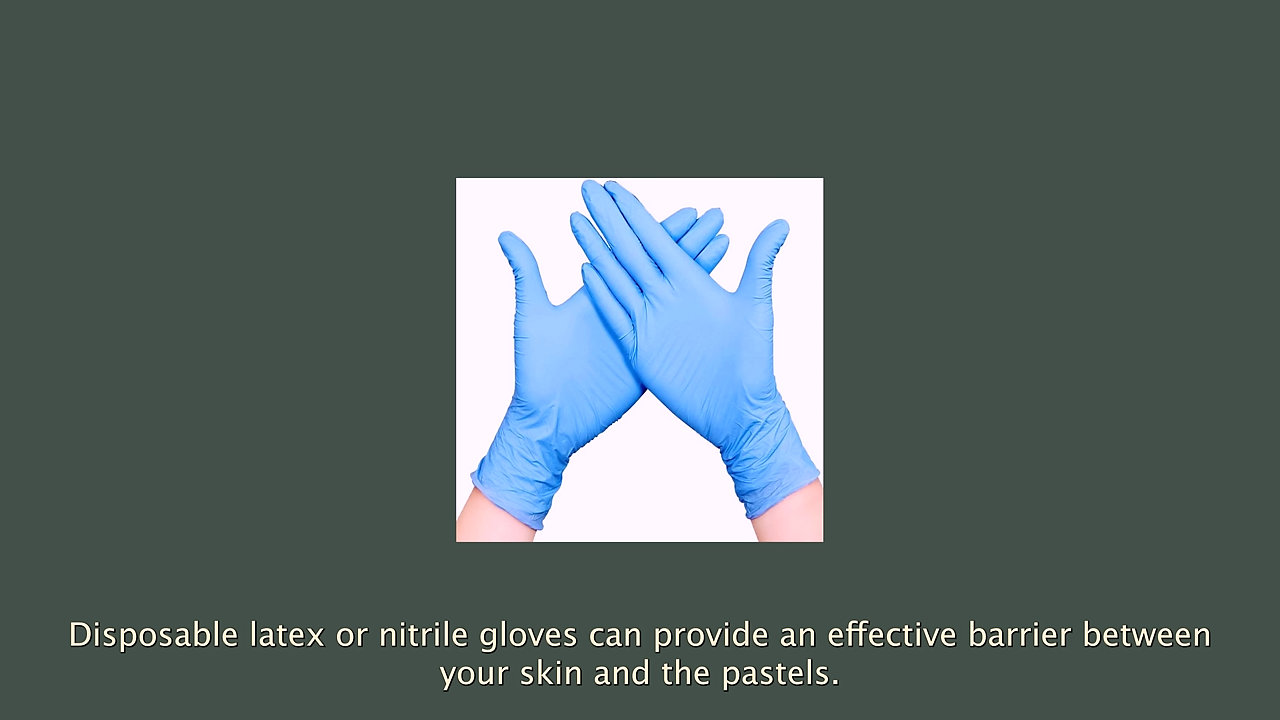 Disposable latex or nitrile gloves can provide an effective barrier between
your skin and the pastels.